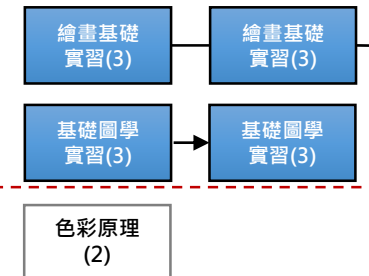 繪畫基礎
實習(3)
繪畫基礎
實習(3)
基礎圖學
實習(3)
基礎圖學
實習(3)
色彩原理
(2)